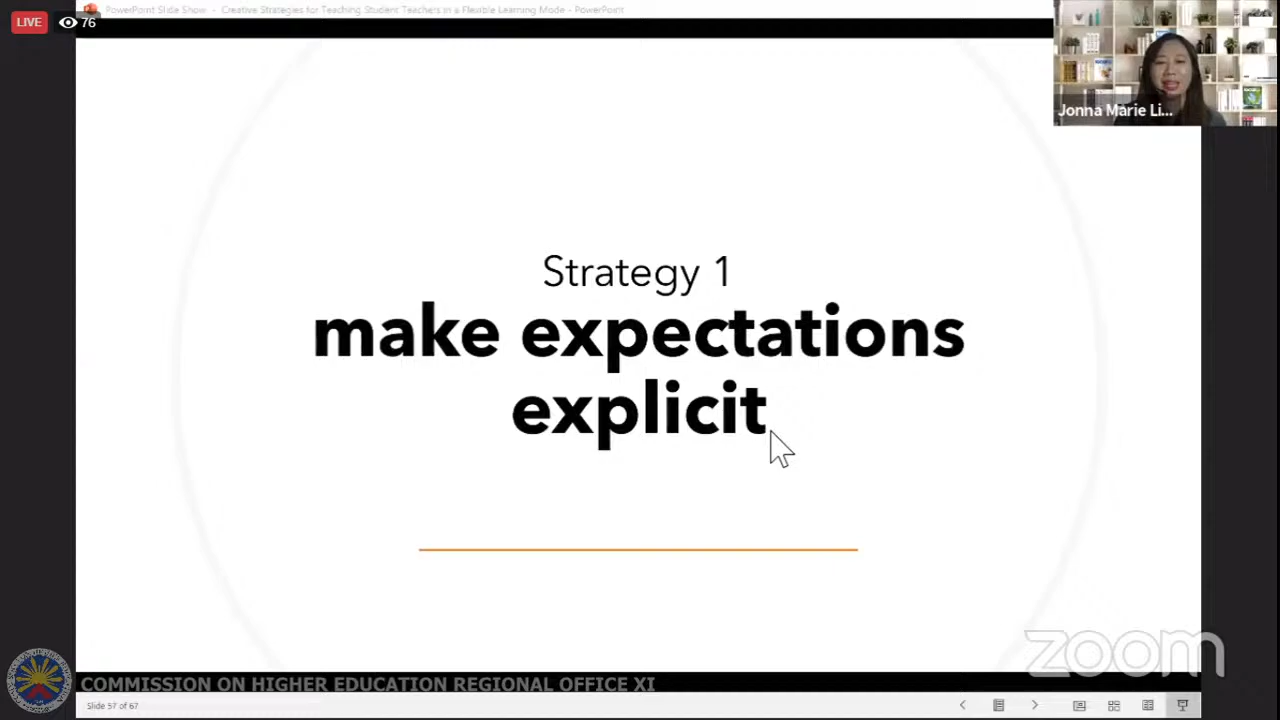 LIVE 76
PowerPoint Slide Show - Creative Strategies for Teaching Student Teachers in a Flexible Learning Mode - PowerPoint
Jonna Marie Li...
Strategy 1
make expectations
explicit
zoom
COMMISSION ON HIGHER EDUCATION REGIONAL OFFICE XI
Slide 57 of 67